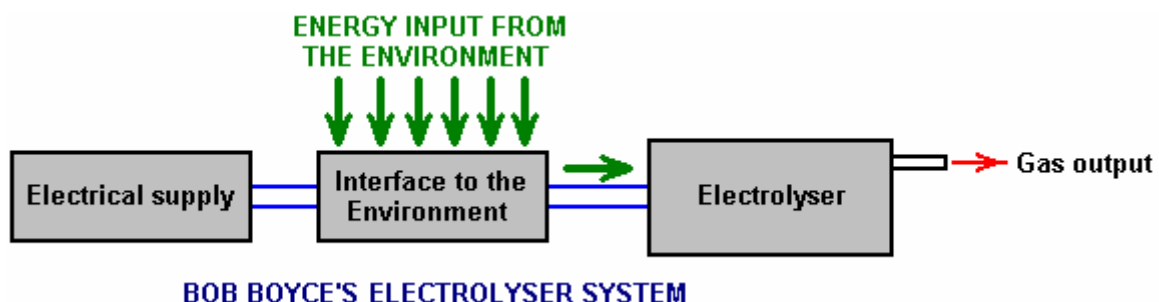 ENERGY INPUT FROM
THE ENVIRONMENT
Electrical supply
Interface to the
Environment
Electrolyser
Gas output
BOB BOYCE'S ELECTROLYSER SYSTEM